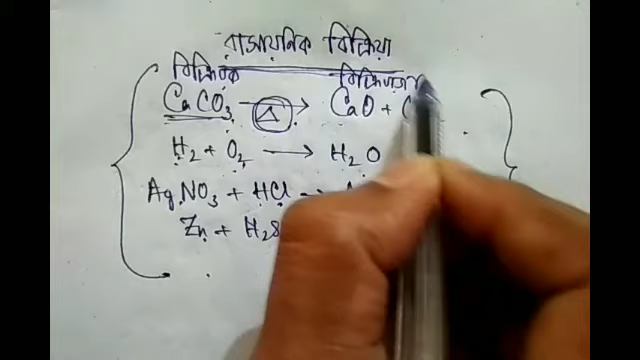 রাসায়নিক বিক্রিয়া
বিক্রিয়ক
CaCO₃ —Δ→ CaO +
H₂ + O₂ → H₂O
AgNO₃ + HCl →
Zn + H₂S